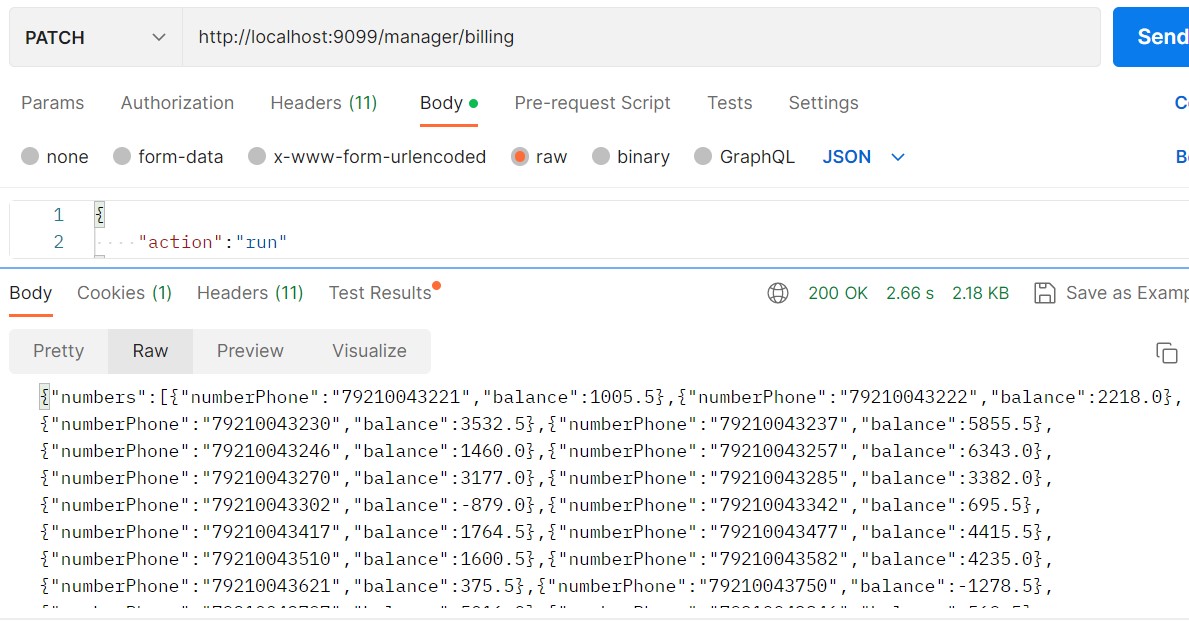 PATCH http://localhost:9099/manager/billing Send
Params Authorization Headers (11) Body Pre-request Script Tests Settings
none form-data x-www-form-urlencoded raw binary GraphQL JSON
1 {
2 "action":"run"
Body Cookies (1) Headers (11) Test Results 200 OK 2.66 s 2.18 KB Save as Examp
Pretty Raw Preview Visualize
{"numbers":[{"numberPhone":"79210043221","balance":1005.5},{"numberPhone":"79210043222","balance":2218.0},
{"numberPhone":"79210043230","balance":3532.5},{"numberPhone":"79210043237","balance":5855.5},
{"numberPhone":"79210043246","balance":1460.0},{"numberPhone":"79210043257","balance":6343.0},
{"numberPhone":"79210043270","balance":3177.0},{"numberPhone":"79210043285","balance":3382.0},
{"numberPhone":"79210043302","balance":-879.0},{"numberPhone":"79210043342","balance":695.5},
{"numberPhone":"79210043417","balance":1764.5},{"numberPhone":"79210043477","balance":4415.5},
{"numberPhone":"79210043510","balance":1600.5},{"numberPhone":"79210043582","balance":4235.0},
{"numberPhone":"79210043621","balance":375.5},{"numberPhone":"79210043750","balance":-1278.5},